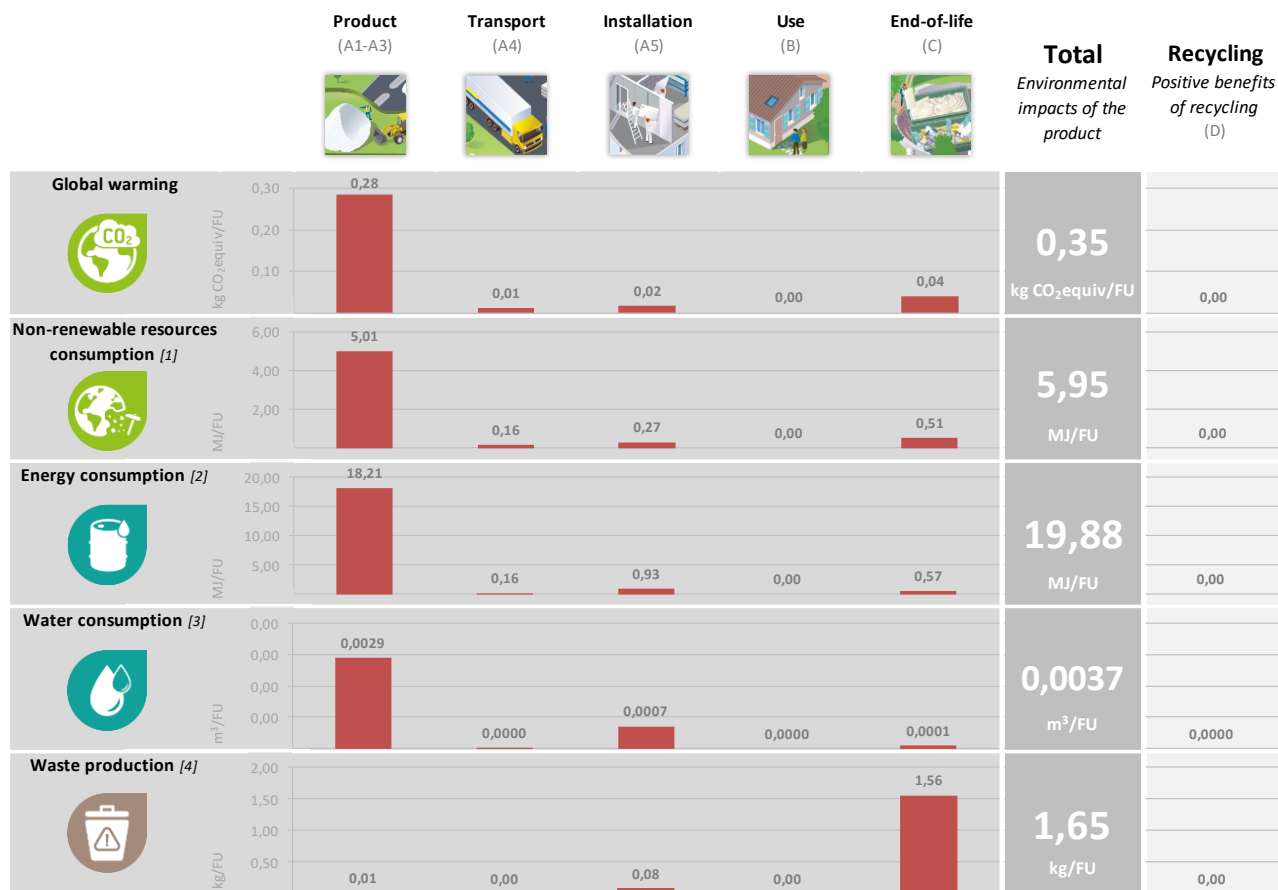 Product
(A1-A3)
Transport
(A4)
Installation
(A5)
Use
(B)
End-of-life
(C)
Total
Environmental
impacts of the
product
Recycling
Positive benefits
of recycling
(D)
Global warming
CO₂
kg CO₂equiv/FU
0,30
0,20
0,10
0,28
0,01
0,02
0,00
0,04
0,35
kg CO₂equiv/FU
0,00
Non-renewable resources
consumption [1]
MJ/FU
6,00
4,00
2,00
5,01
0,16
0,27
0,00
0,51
5,95
MJ/FU
0,00
Energy consumption [2]
MJ/FU
20,00
15,00
10,00
5,00
18,21
0,16
0,93
0,00
0,57
19,88
MJ/FU
0,00
Water consumption [3]
m³/FU
0,00
0,00
0,00
0,00
0,0029
0,0000
0,0007
0,0000
0,0001
0,0037
m³/FU
0,0000
Waste production [4]
kg/FU
2,00
1,50
1,00
0,50
0,01
0,00
0,08
0,00
1,56
1,65
kg/FU
0,00